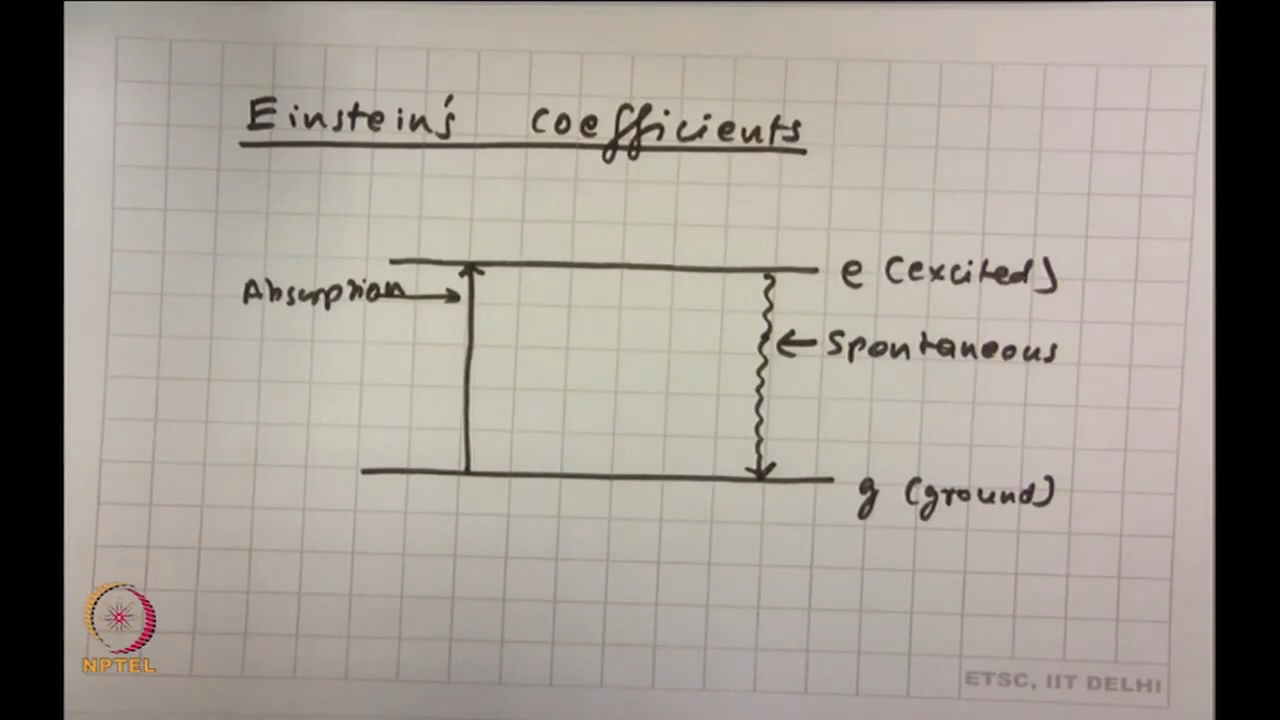 Einstein's coefficients
e (excited)
Absorption
Spontaneous
g (ground)
NPTEL
ETSC, IIT DELHI